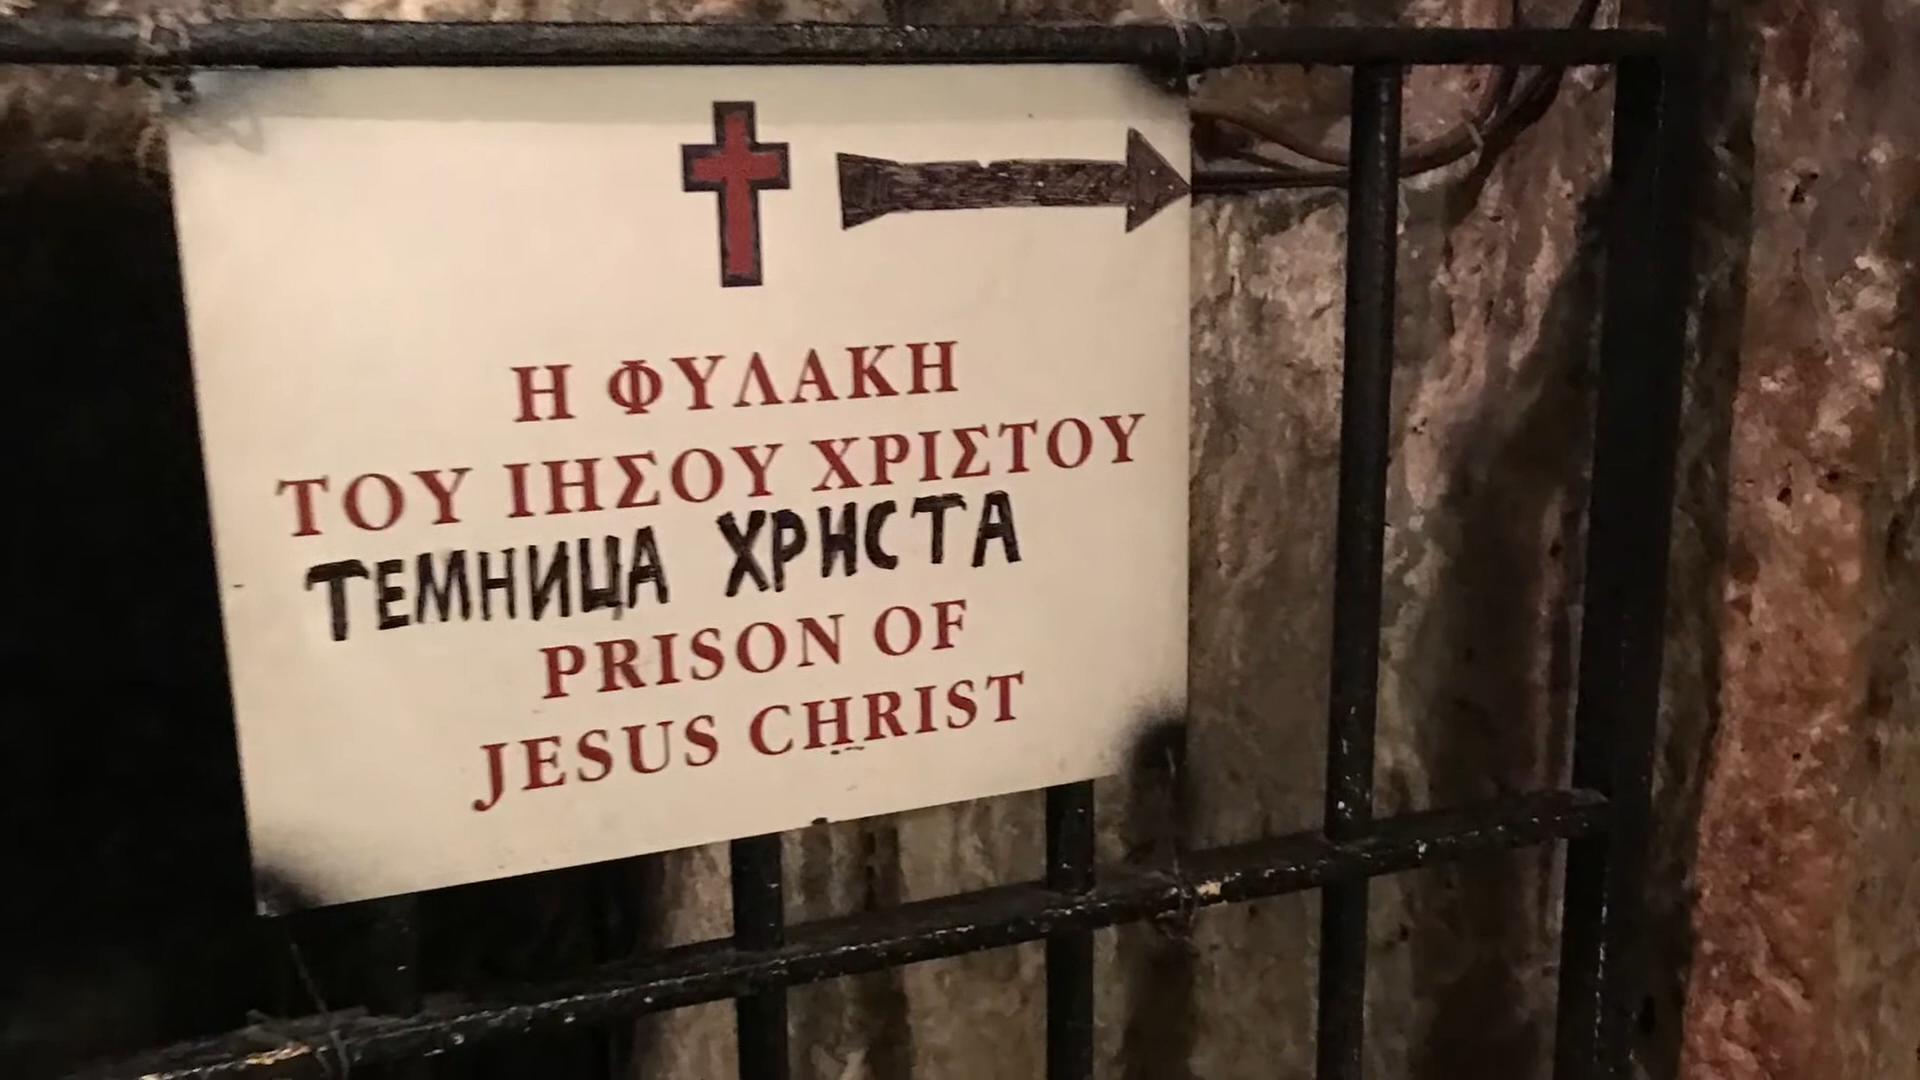 Η ΦΥΛΑΚΗ
ΤΟΥ ΙΗΣΟΥ ΧΡΙΣΤΟΥ
ТЕМНИЦА ХРИСТА
PRISON OF
JESUS CHRIST